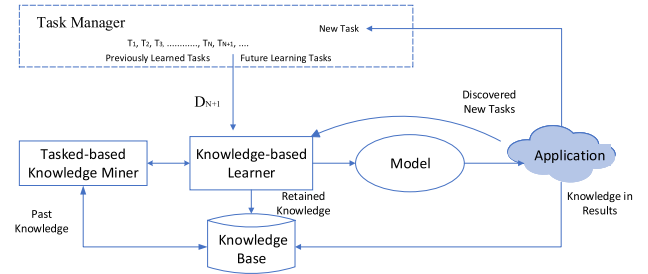 Task Manager
New Task
T1, T2, T3, ............, TN, TN+1, ....
Previously Learned Tasks
Future Learning Tasks
DN+1
Discovered
New Tasks
Tasked-based
Knowledge Miner
Knowledge-based
Learner
Model
Application
Retained
Knowledge
Knowledge in
Results
Past
Knowledge
Knowledge
Base